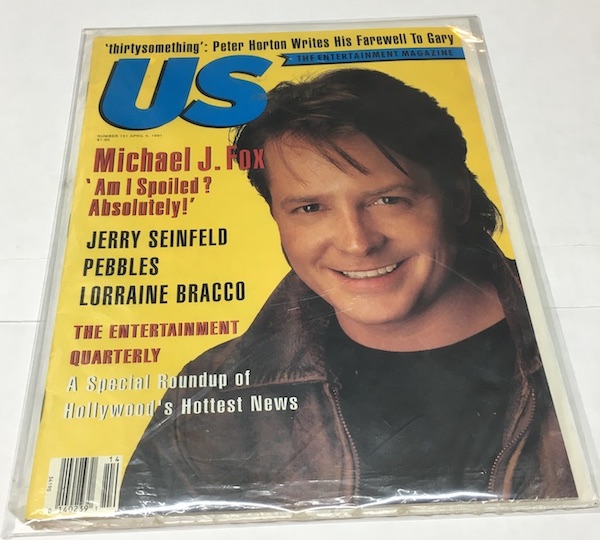 'thirtysomething': Peter Horton Writes His Farewell To Gary
THE ENTERTAINMENT MAGAZINE
US
Michael J. Fox
'Am I Spoiled?
Absolutely!'
JERRY SEINFELD
PEBBLES
LORRAINE BRACCO
THE ENTERTAINMENT
QUARTERLY
A Special Roundup of
Hollywood's Hottest News
14